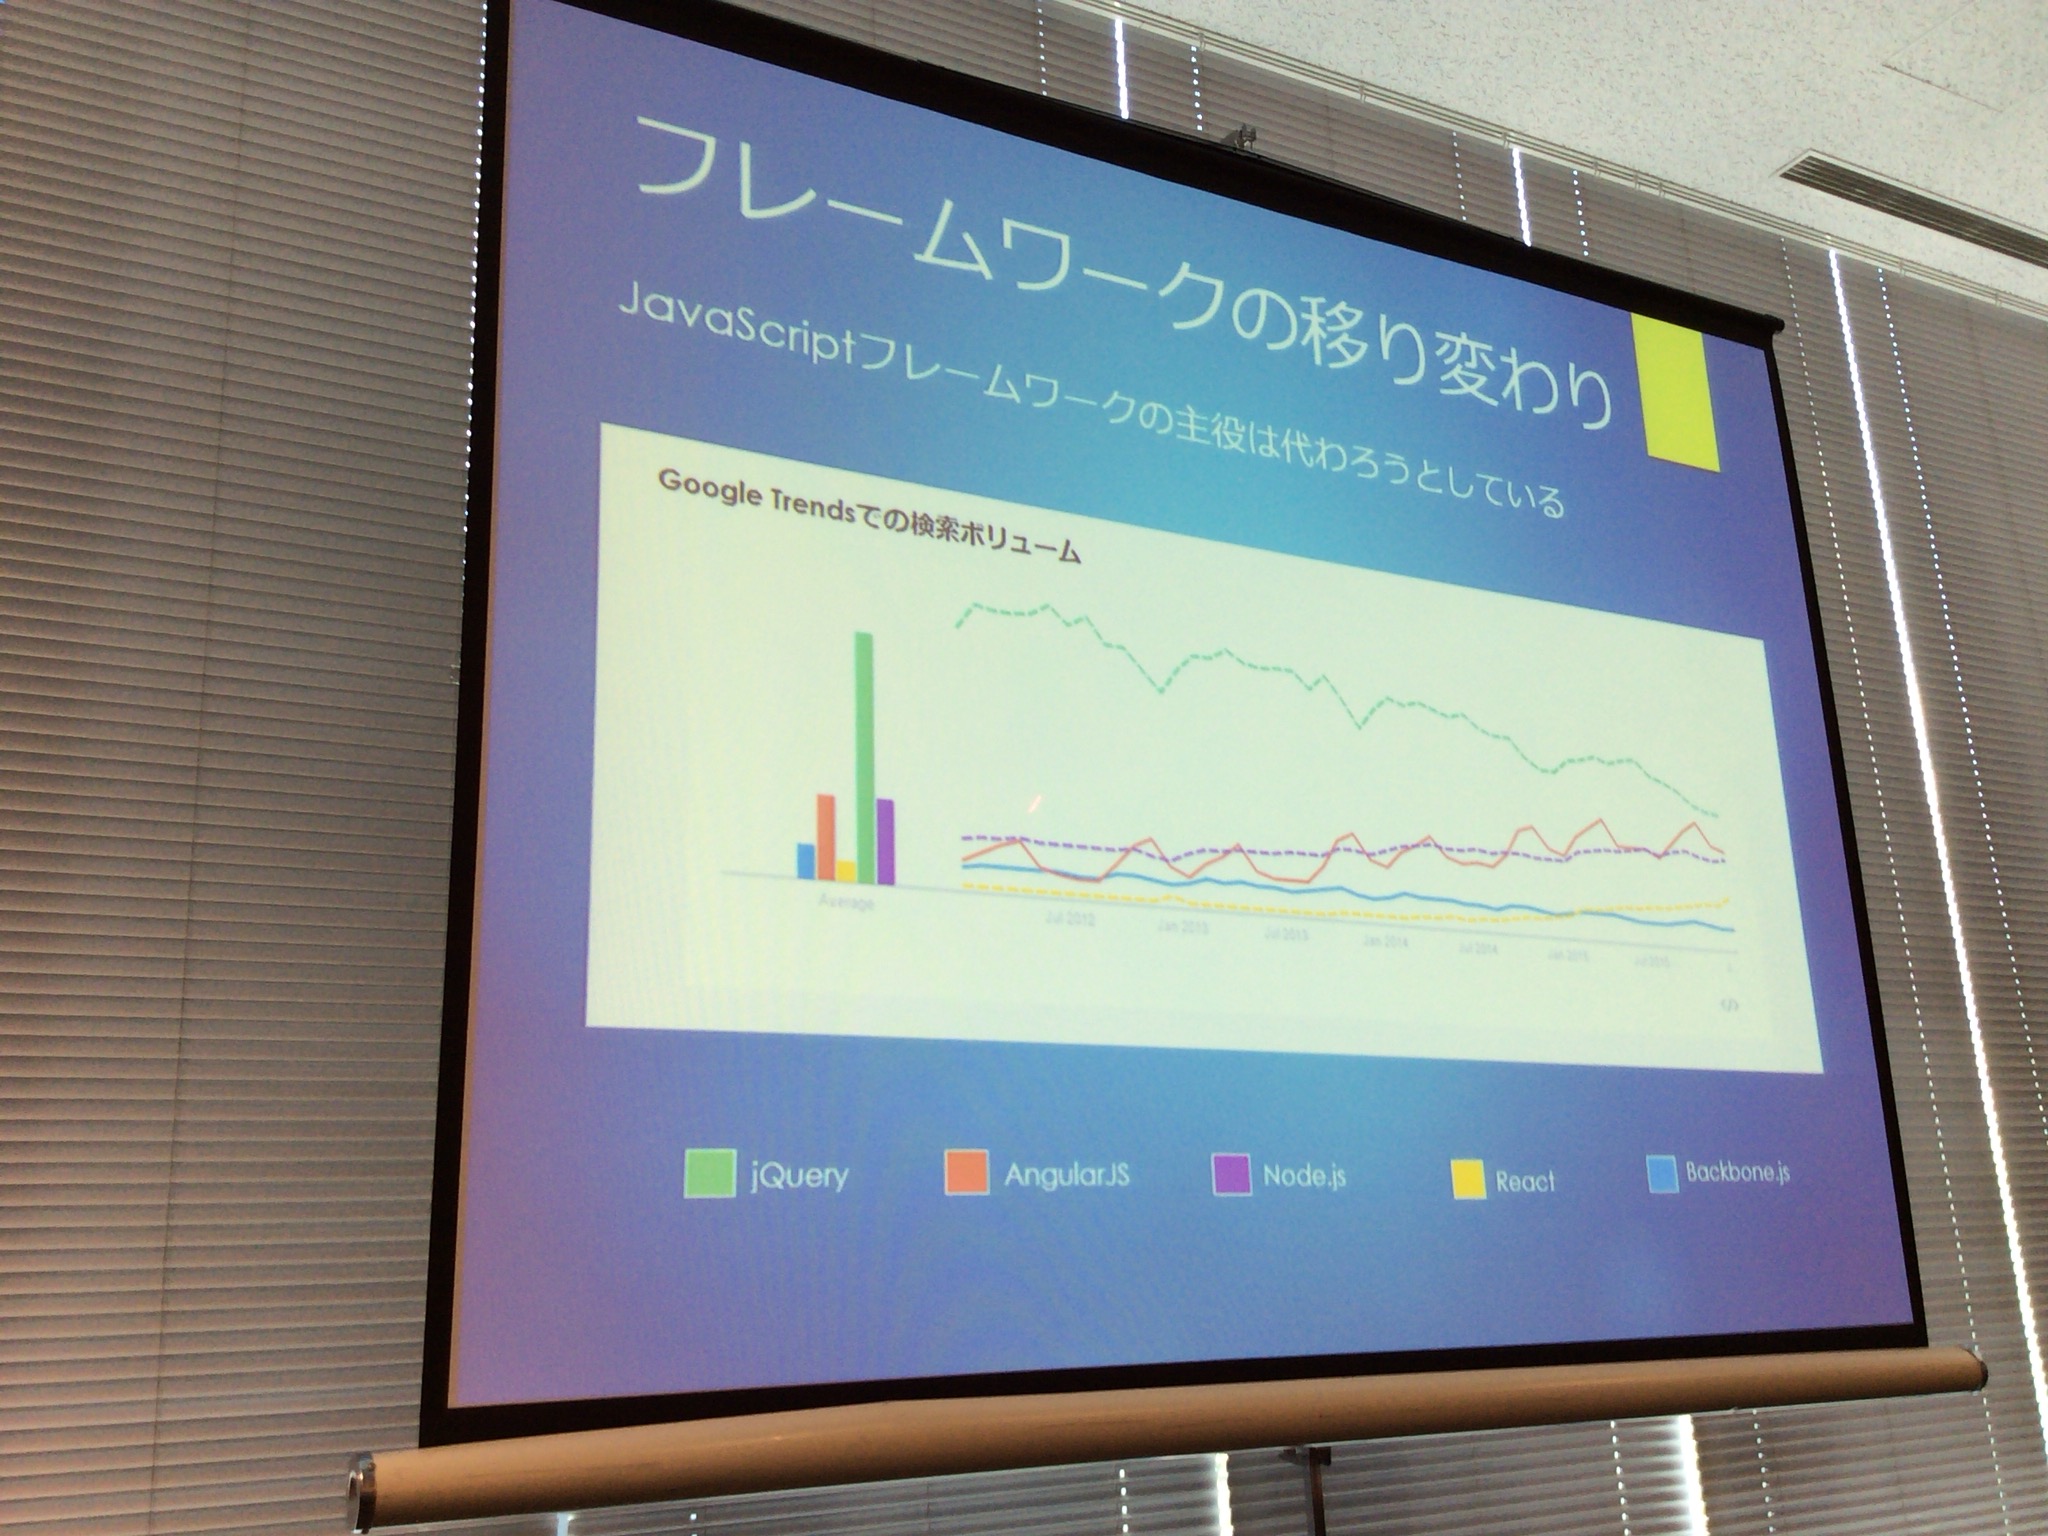 フレームワークの移り変わり
JavaScriptフレームワークの主役は代わろうとしている
Google Trendsでの検索ボリューム
Average
Jul 2012
Jan 2013
Jul 2013
Jan 2014
Jul 2014
Jan 2015
Jul 2015
jQuery
AngularJS
Node.js
React
Backbone.js